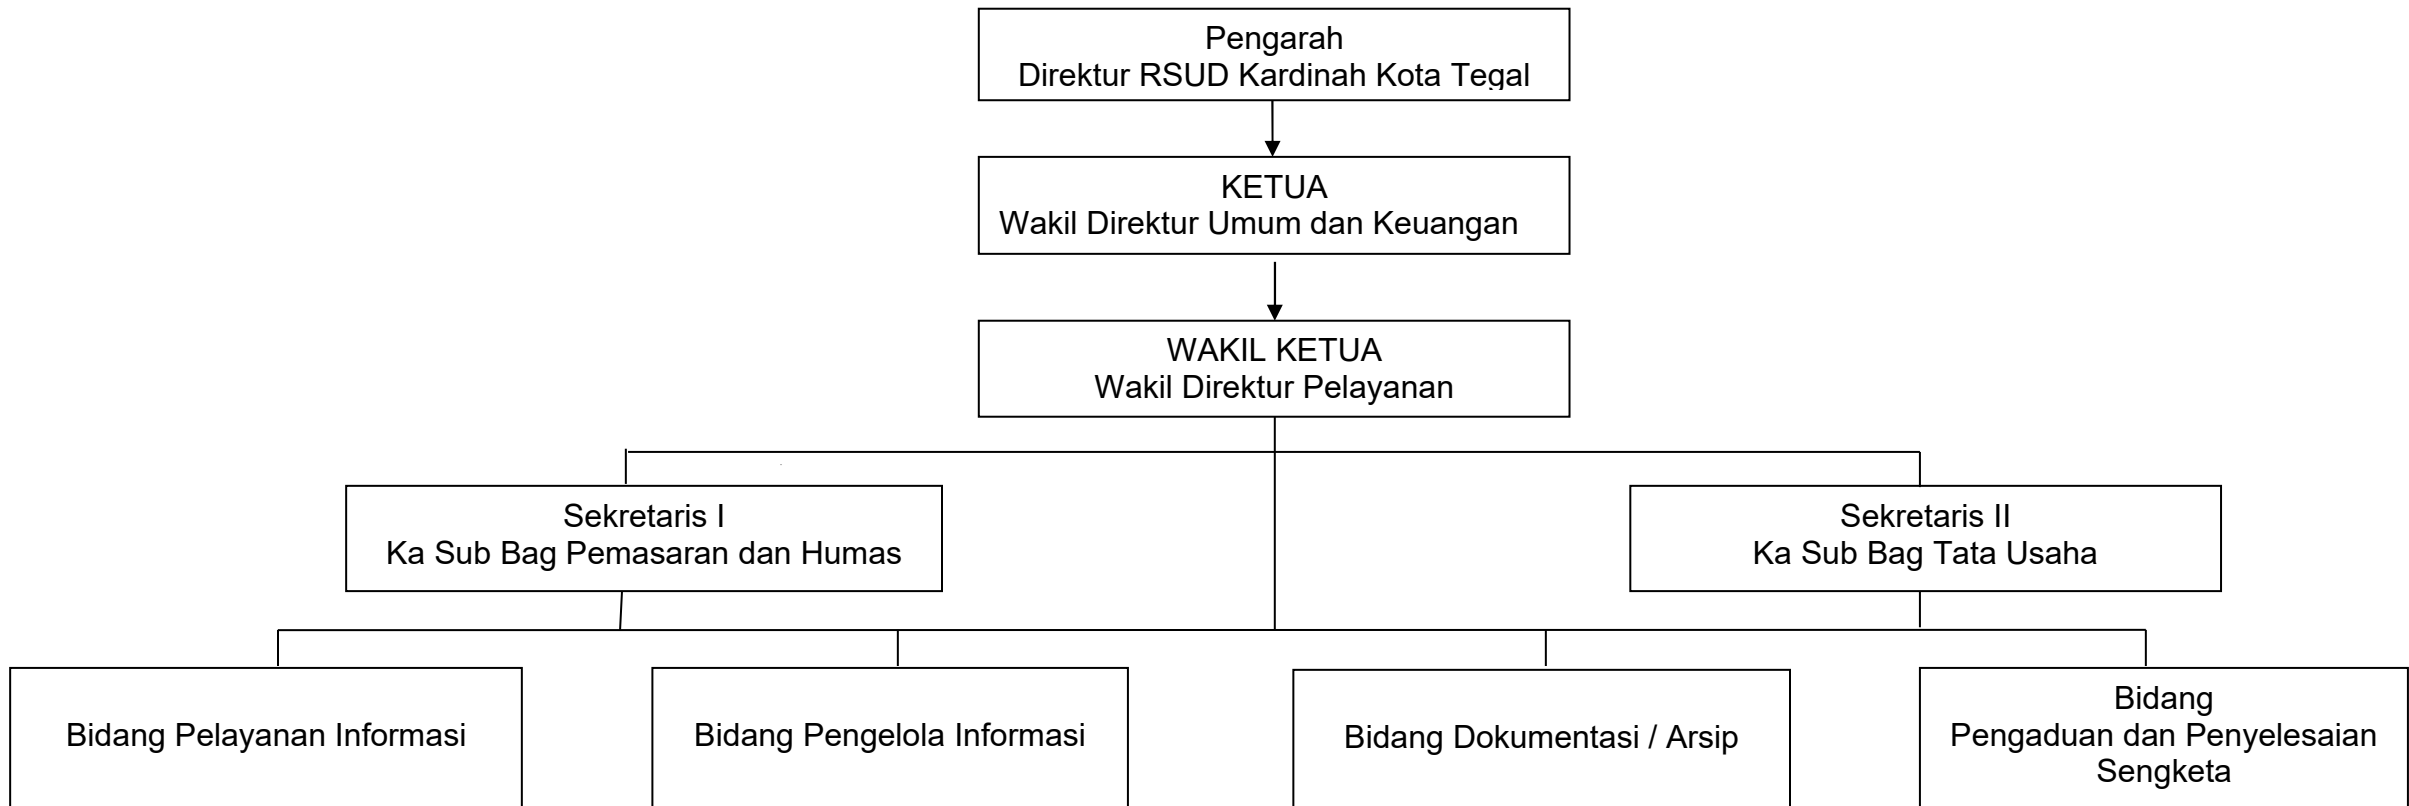 Pengarah
Direktur RSUD Kardinah Kota Tegal
KETUA
Wakil Direktur Umum dan Keuangan
WAKIL KETUA
Wakil Direktur Pelayanan
Sekretaris I
Ka Sub Bag Pemasaran dan Humas
Sekretaris II
Ka Sub Bag Tata Usaha
Bidang Pelayanan Informasi
Bidang Pengelola Informasi
Bidang Dokumentasi / Arsip
Bidang
Pengaduan dan Penyelesaian
Sengketa